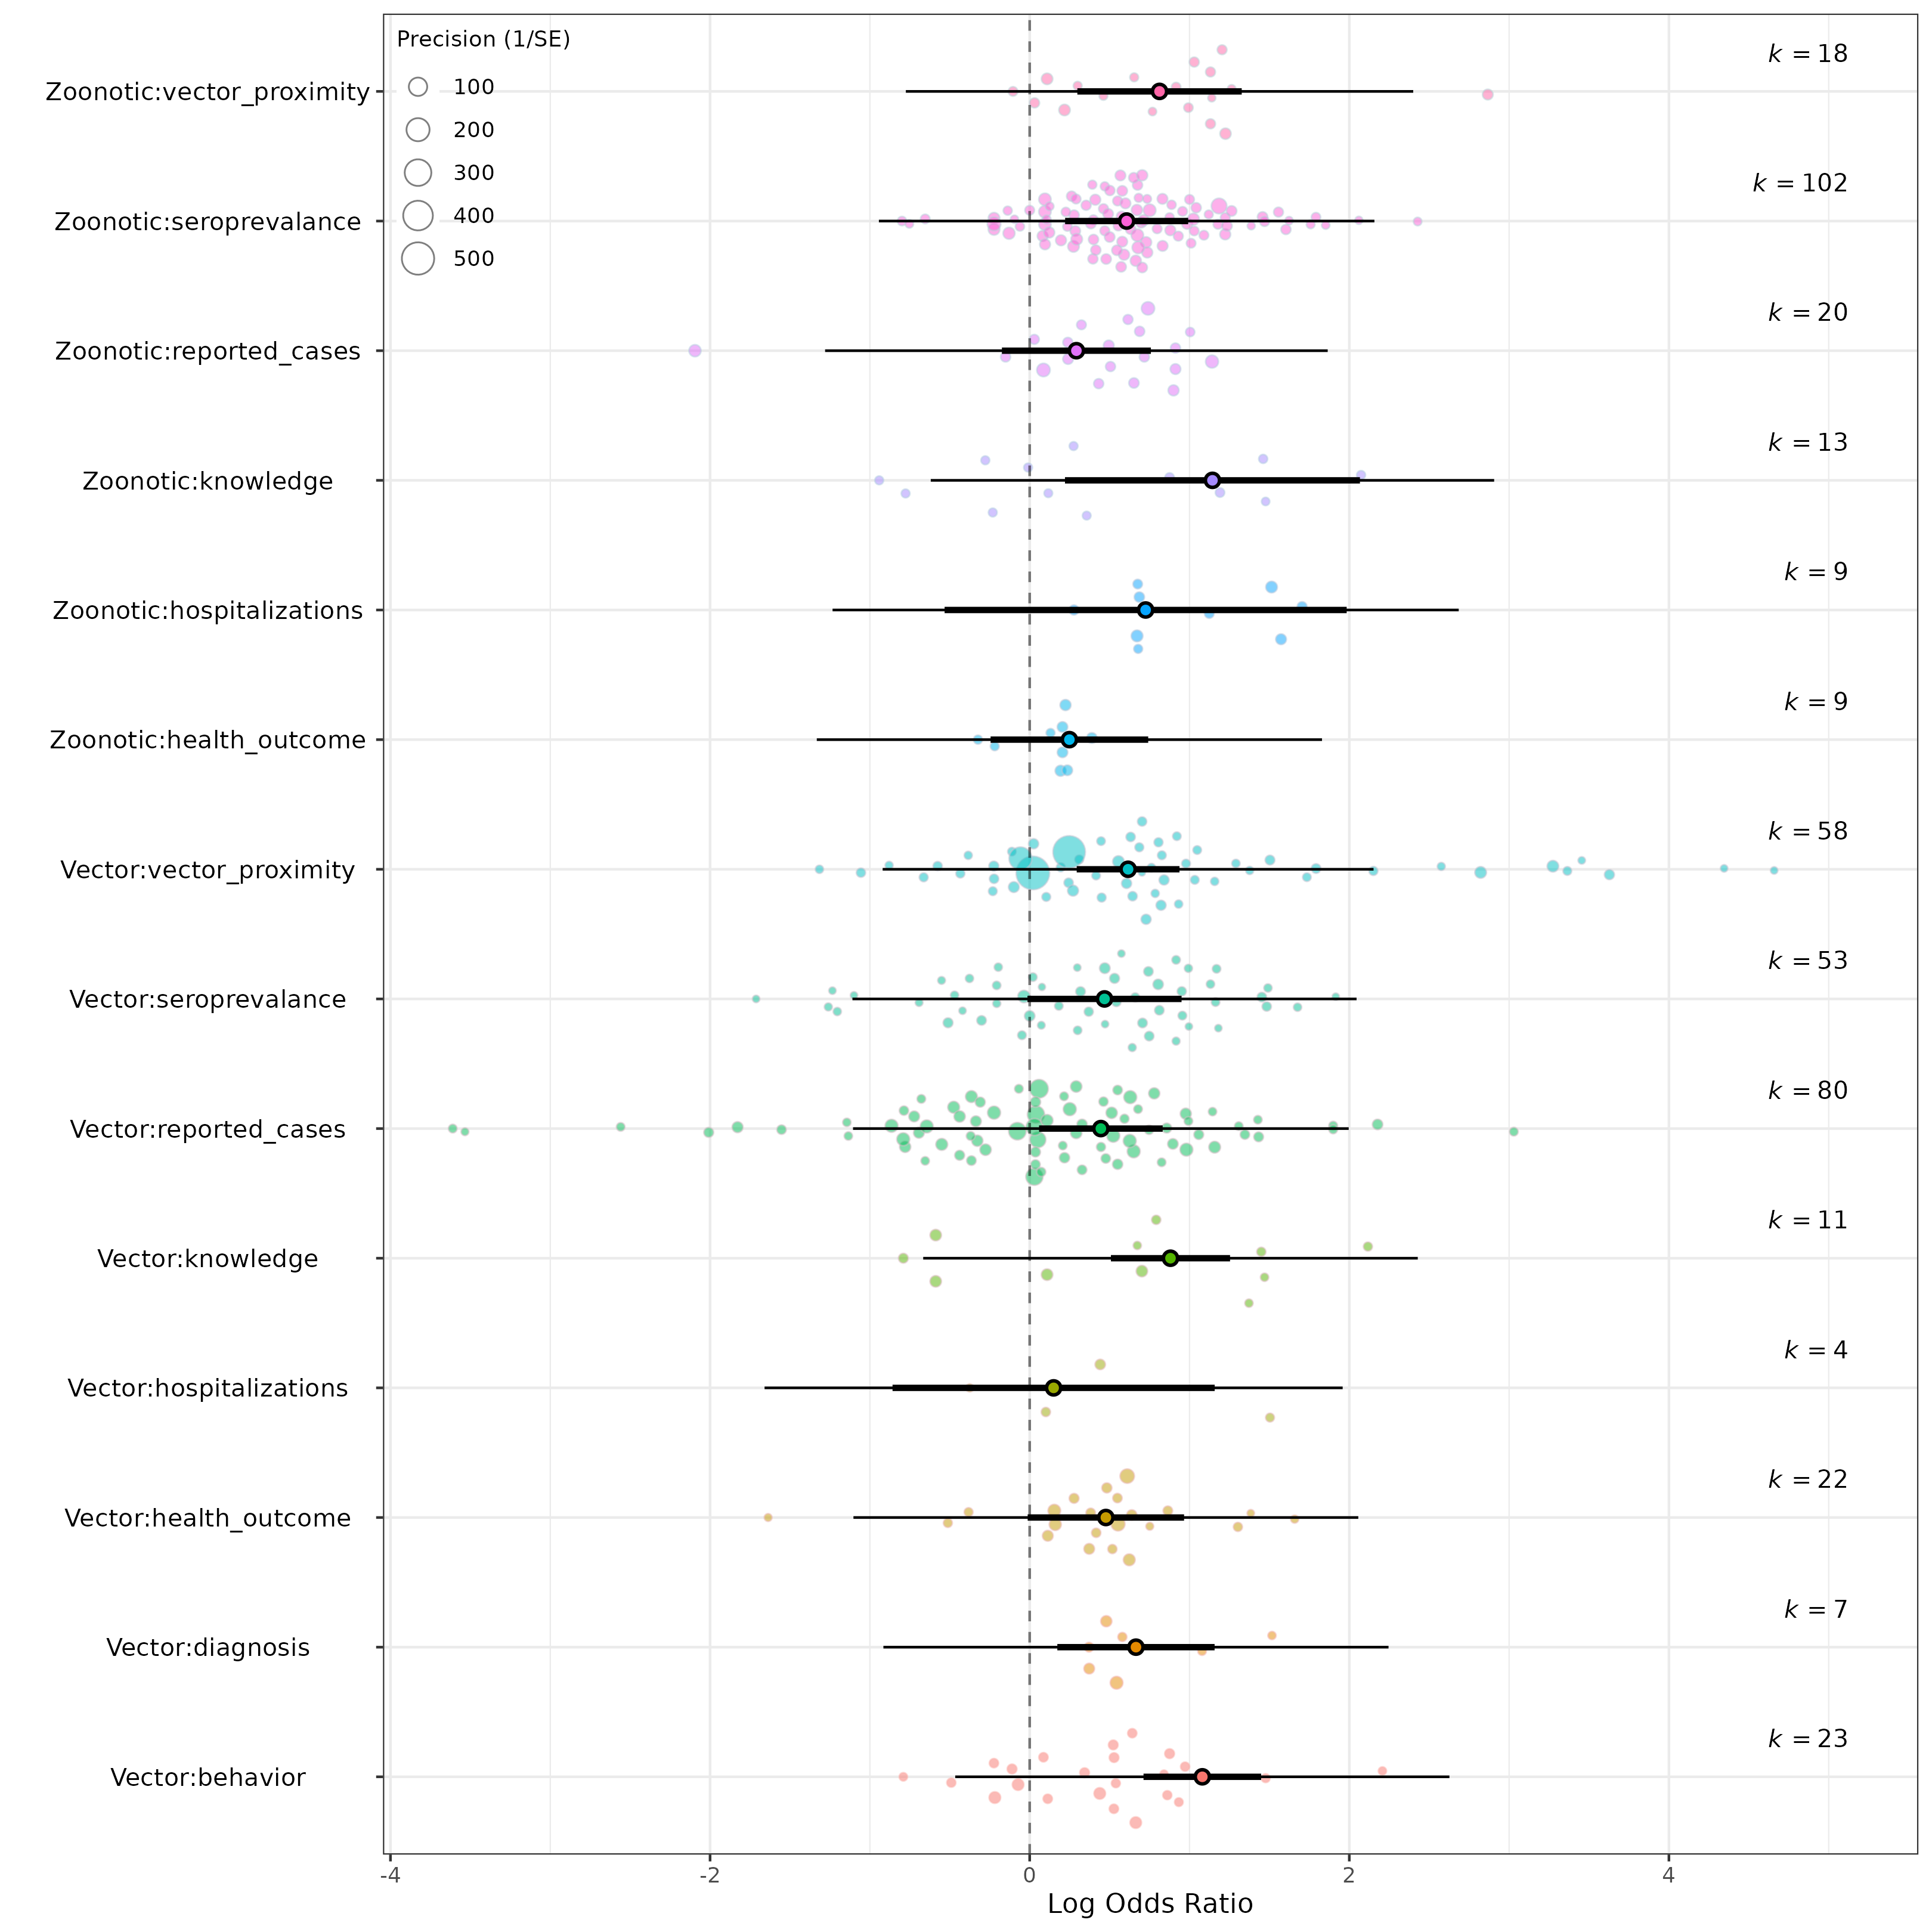 Precision (1/SE)
100
200
300
400
500
Zoonotic:vector_proximity
k = 18
Zoonotic:seroprevalance
k = 102
Zoonotic:reported_cases
k = 20
Zoonotic:knowledge
k = 13
Zoonotic:hospitalizations
k = 9
Zoonotic:health_outcome
k = 9
Vector:vector_proximity
k = 58
Vector:seroprevalance
k = 53
Vector:reported_cases
k = 80
Vector:knowledge
k = 11
Vector:hospitalizations
k = 4
Vector:health_outcome
k = 22
Vector:diagnosis
k = 7
Vector:behavior
k = 23
-4 -2 0 2 4
Log Odds Ratio